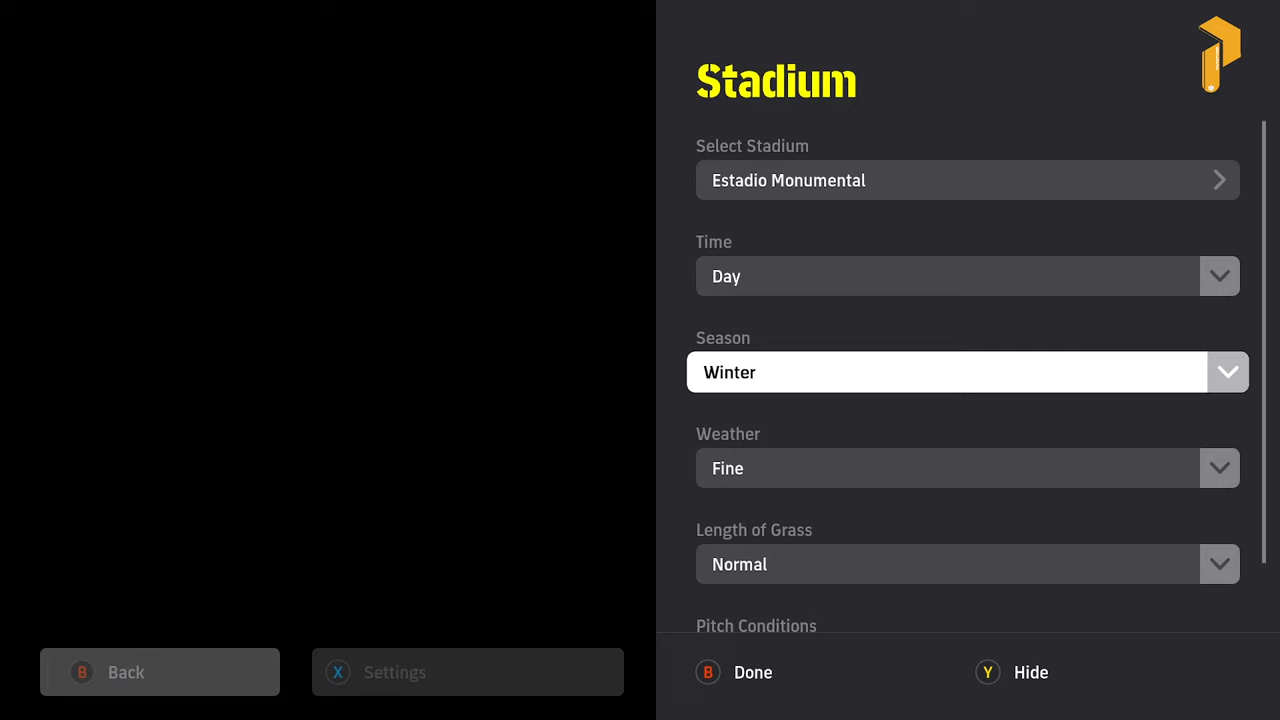 Stadium
Select Stadium
Estadio Monumental
Time
Day
Season
Winter
Weather
Fine
Length of Grass
Normal
Pitch Conditions
B Back
X Settings
B Done
Y Hide